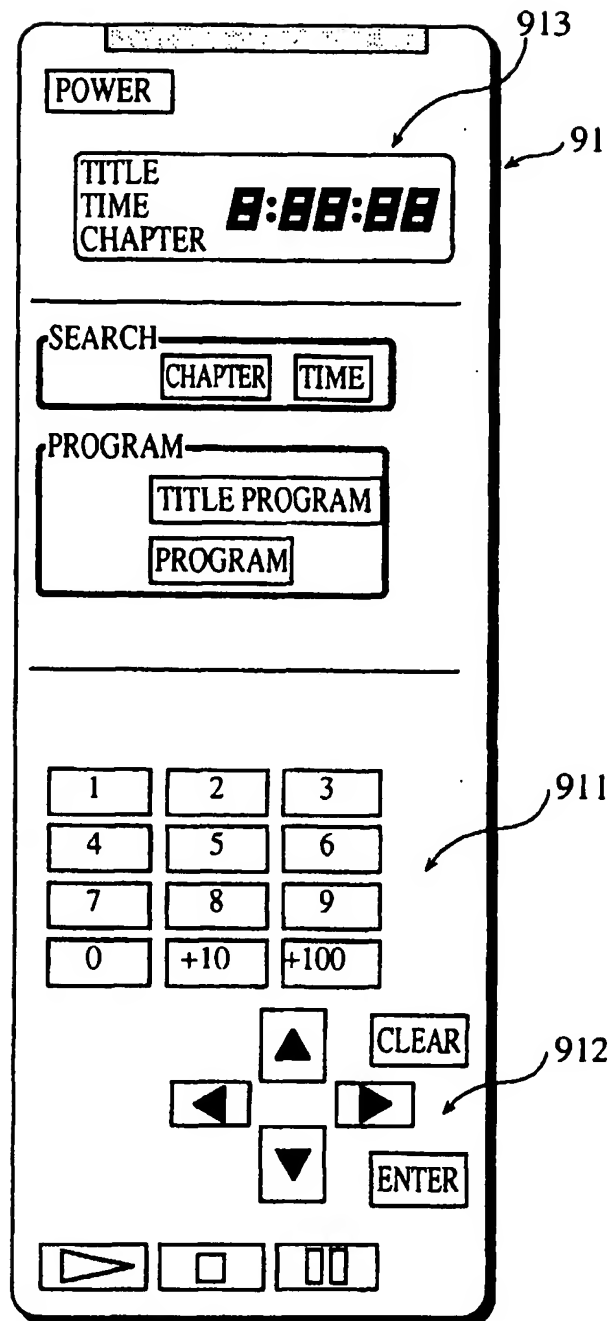 913
POWER
91
TITLE
TIME 8:88:88
CHAPTER
SEARCH
CHAPTER TIME
PROGRAM
TITLE PROGRAM
PROGRAM
1 2 3
911
4 5 6
7 8 9
0 +10 +100
CLEAR
912
ENTER